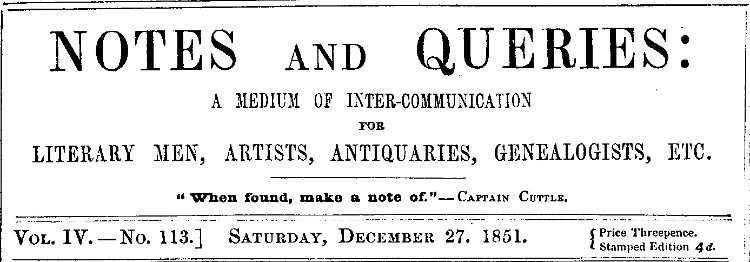 NOTES AND QUERIES:
A MEDIUM OF INTER-COMMUNICATION
FOR
LITERARY MEN, ARTISTS, ANTIQUARIES, GENEALOGISTS, ETC.
"When found, make a note of."—CAPTAIN CUTTLE.
VOL. IV.—No. 113.] SATURDAY, DECEMBER 27. 1851. { Price Threepence.
Stamped Edition 4d.